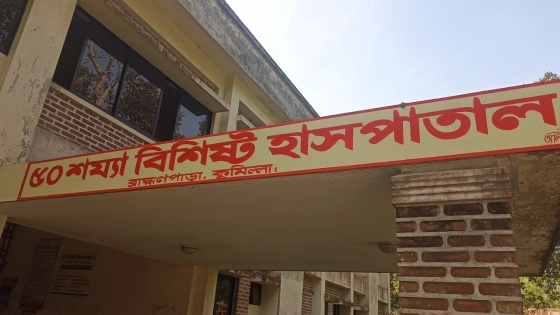 ৫০ শয্যা বিশিষ্ট হাসপাতাল
ব্রাহ্মণপাড়া, কুমিল্লা।